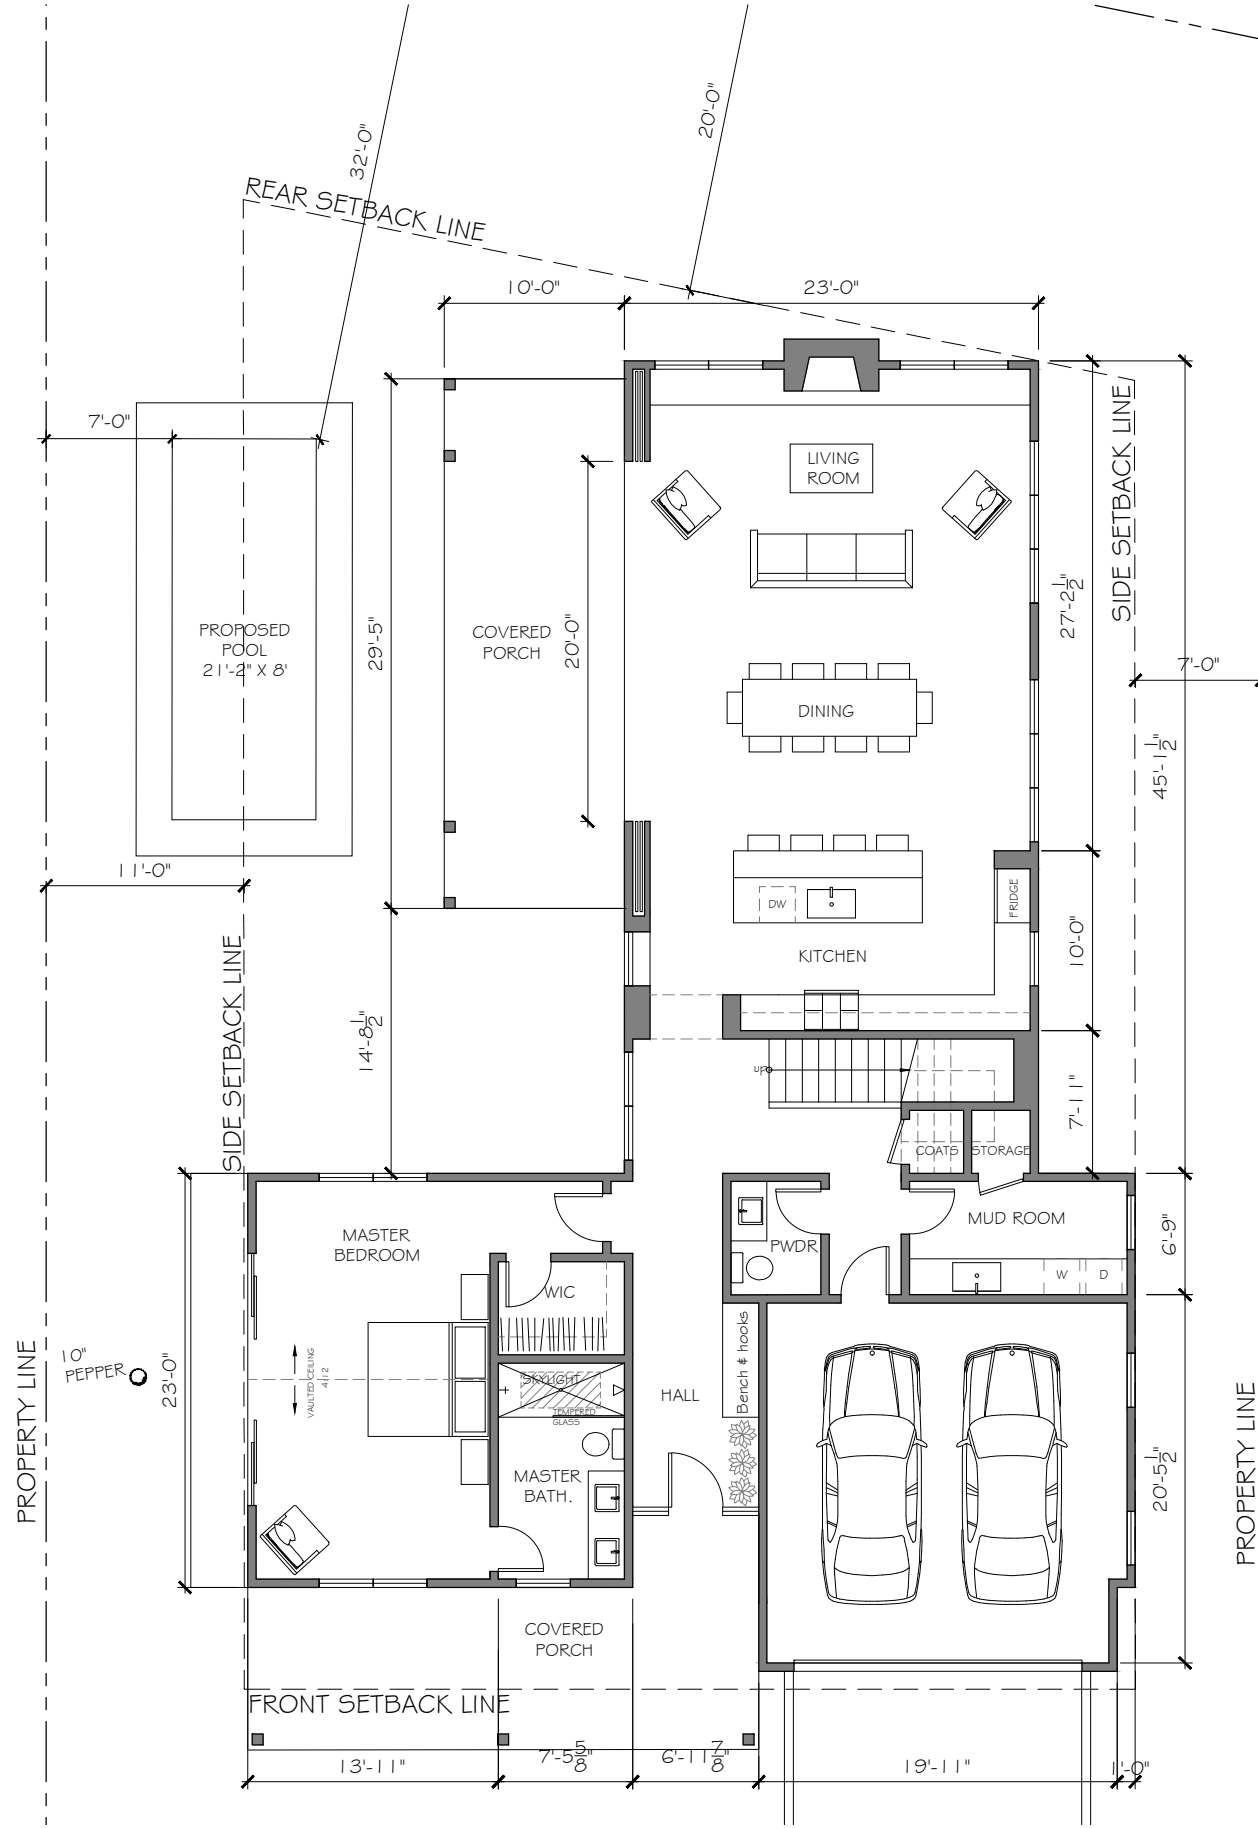 32'-0"
20'-0"
REAR SETBACK LINE
10'-0"
23'-0"
7'-0"
SIDE SETBACK LINE
LIVING
ROOM
27'-2 1/2"
29'-5"
20'-0"
COVERED
PORCH
PROPOSED
POOL
21'-2" X 8'
7'-0"
DINING
45'-1 1/2"
11'-0"
DW
FRIDGE
KITCHEN
10'-0"
SIDE SETBACK LINE
14'-8 1/2"
up
7'-11"
COATS
STORAGE
MASTER
BEDROOM
PWDR
MUD ROOM
6'-9"
W
D
WIC
PROPERTY LINE
10"
PEPPER
23'-0"
VAULTED CEILING
4:12
SKYLIGHT
TEMPERED
GLASS
HALL
Bench & hooks
MASTER
BATH.
20'-5 1/2"
PROPERTY LINE
COVERED
PORCH
FRONT SETBACK LINE
13'-11"
7'-5 5/8"
6'-11 7/8"
19'-11"
1'-0"